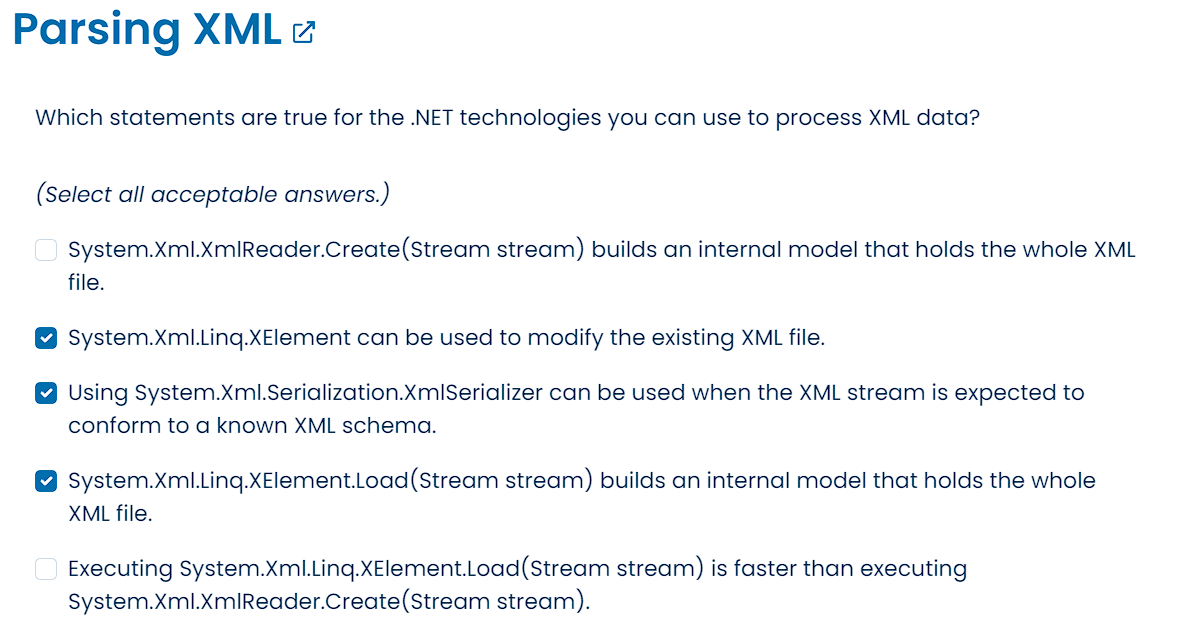 Parsing XML
Which statements are true for the .NET technologies you can use to process XML data?
(Select all acceptable answers.)
System.Xml.XmlReader.Create(Stream stream) builds an internal model that holds the whole XML
file.
System.Xml.Linq.XElement can be used to modify the existing XML file.
Using System.Xml.Serialization.XmlSerializer can be used when the XML stream is expected to
conform to a known XML schema.
System.Xml.Linq.XElement.Load(Stream stream) builds an internal model that holds the whole
XML file.
Executing System.Xml.Linq.XElement.Load(Stream stream) is faster than executing
System.Xml.XmlReader.Create(Stream stream).